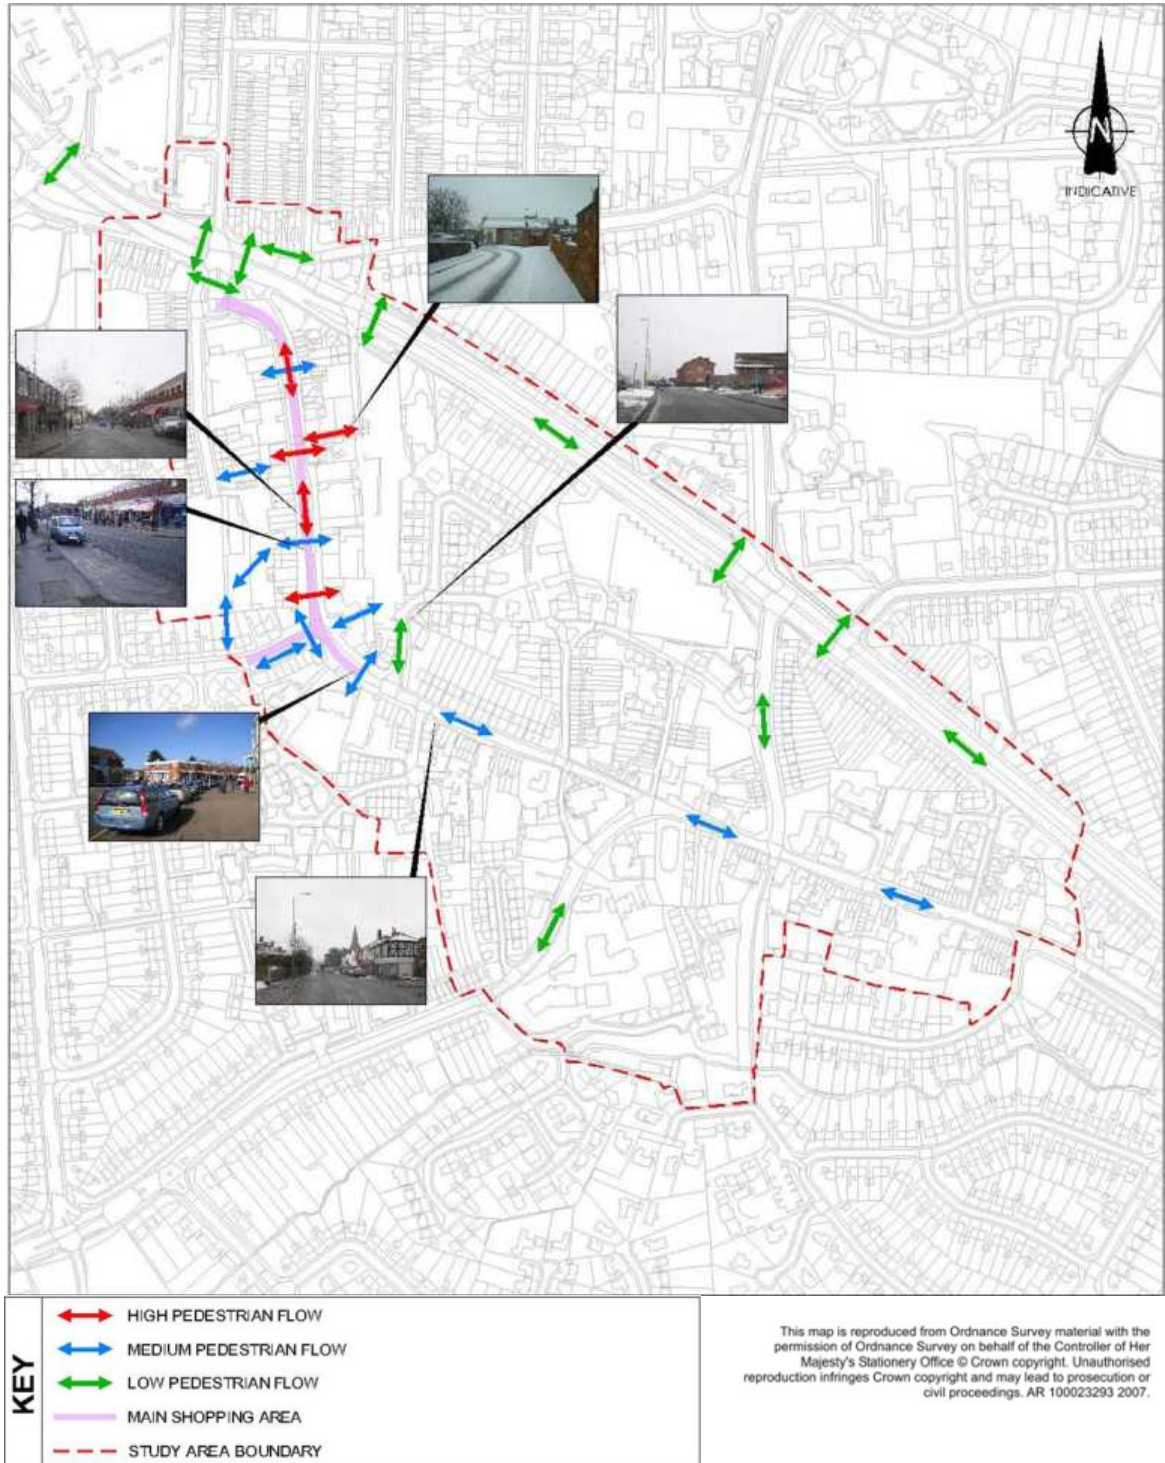 N
INDICATIVE
KEY
HIGH PEDESTRIAN FLOW
MEDIUM PEDESTRIAN FLOW
LOW PEDESTRIAN FLOW
MAIN SHOPPING AREA
STUDY AREA BOUNDARY
This map is reproduced from Ordnance Survey material with the
permission of Ordnance Survey on behalf of the Controller of Her
Majesty's Stationery Office © Crown copyright. Unauthorised
reproduction infringes Crown copyright and may lead to prosecution or
civil proceedings. AR 100023293 2007.